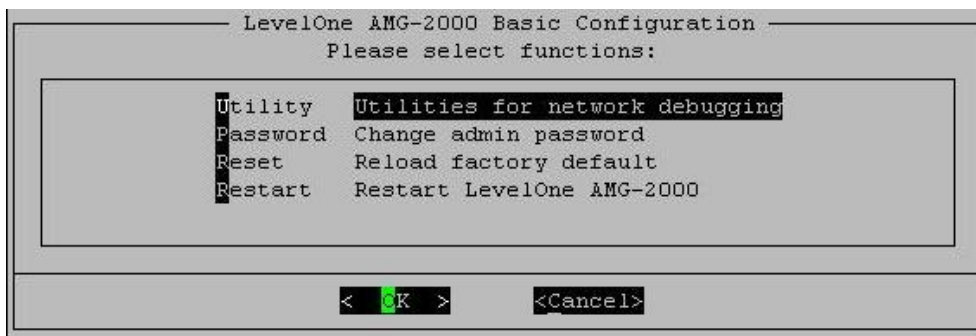 LevelOne AMG-2000 Basic Configuration
Please select functions:
Utility Utilities for network debugging
Password Change admin password
Reset Reload factory default
Restart Restart LevelOne AMG-2000
< OK > <Cancel>